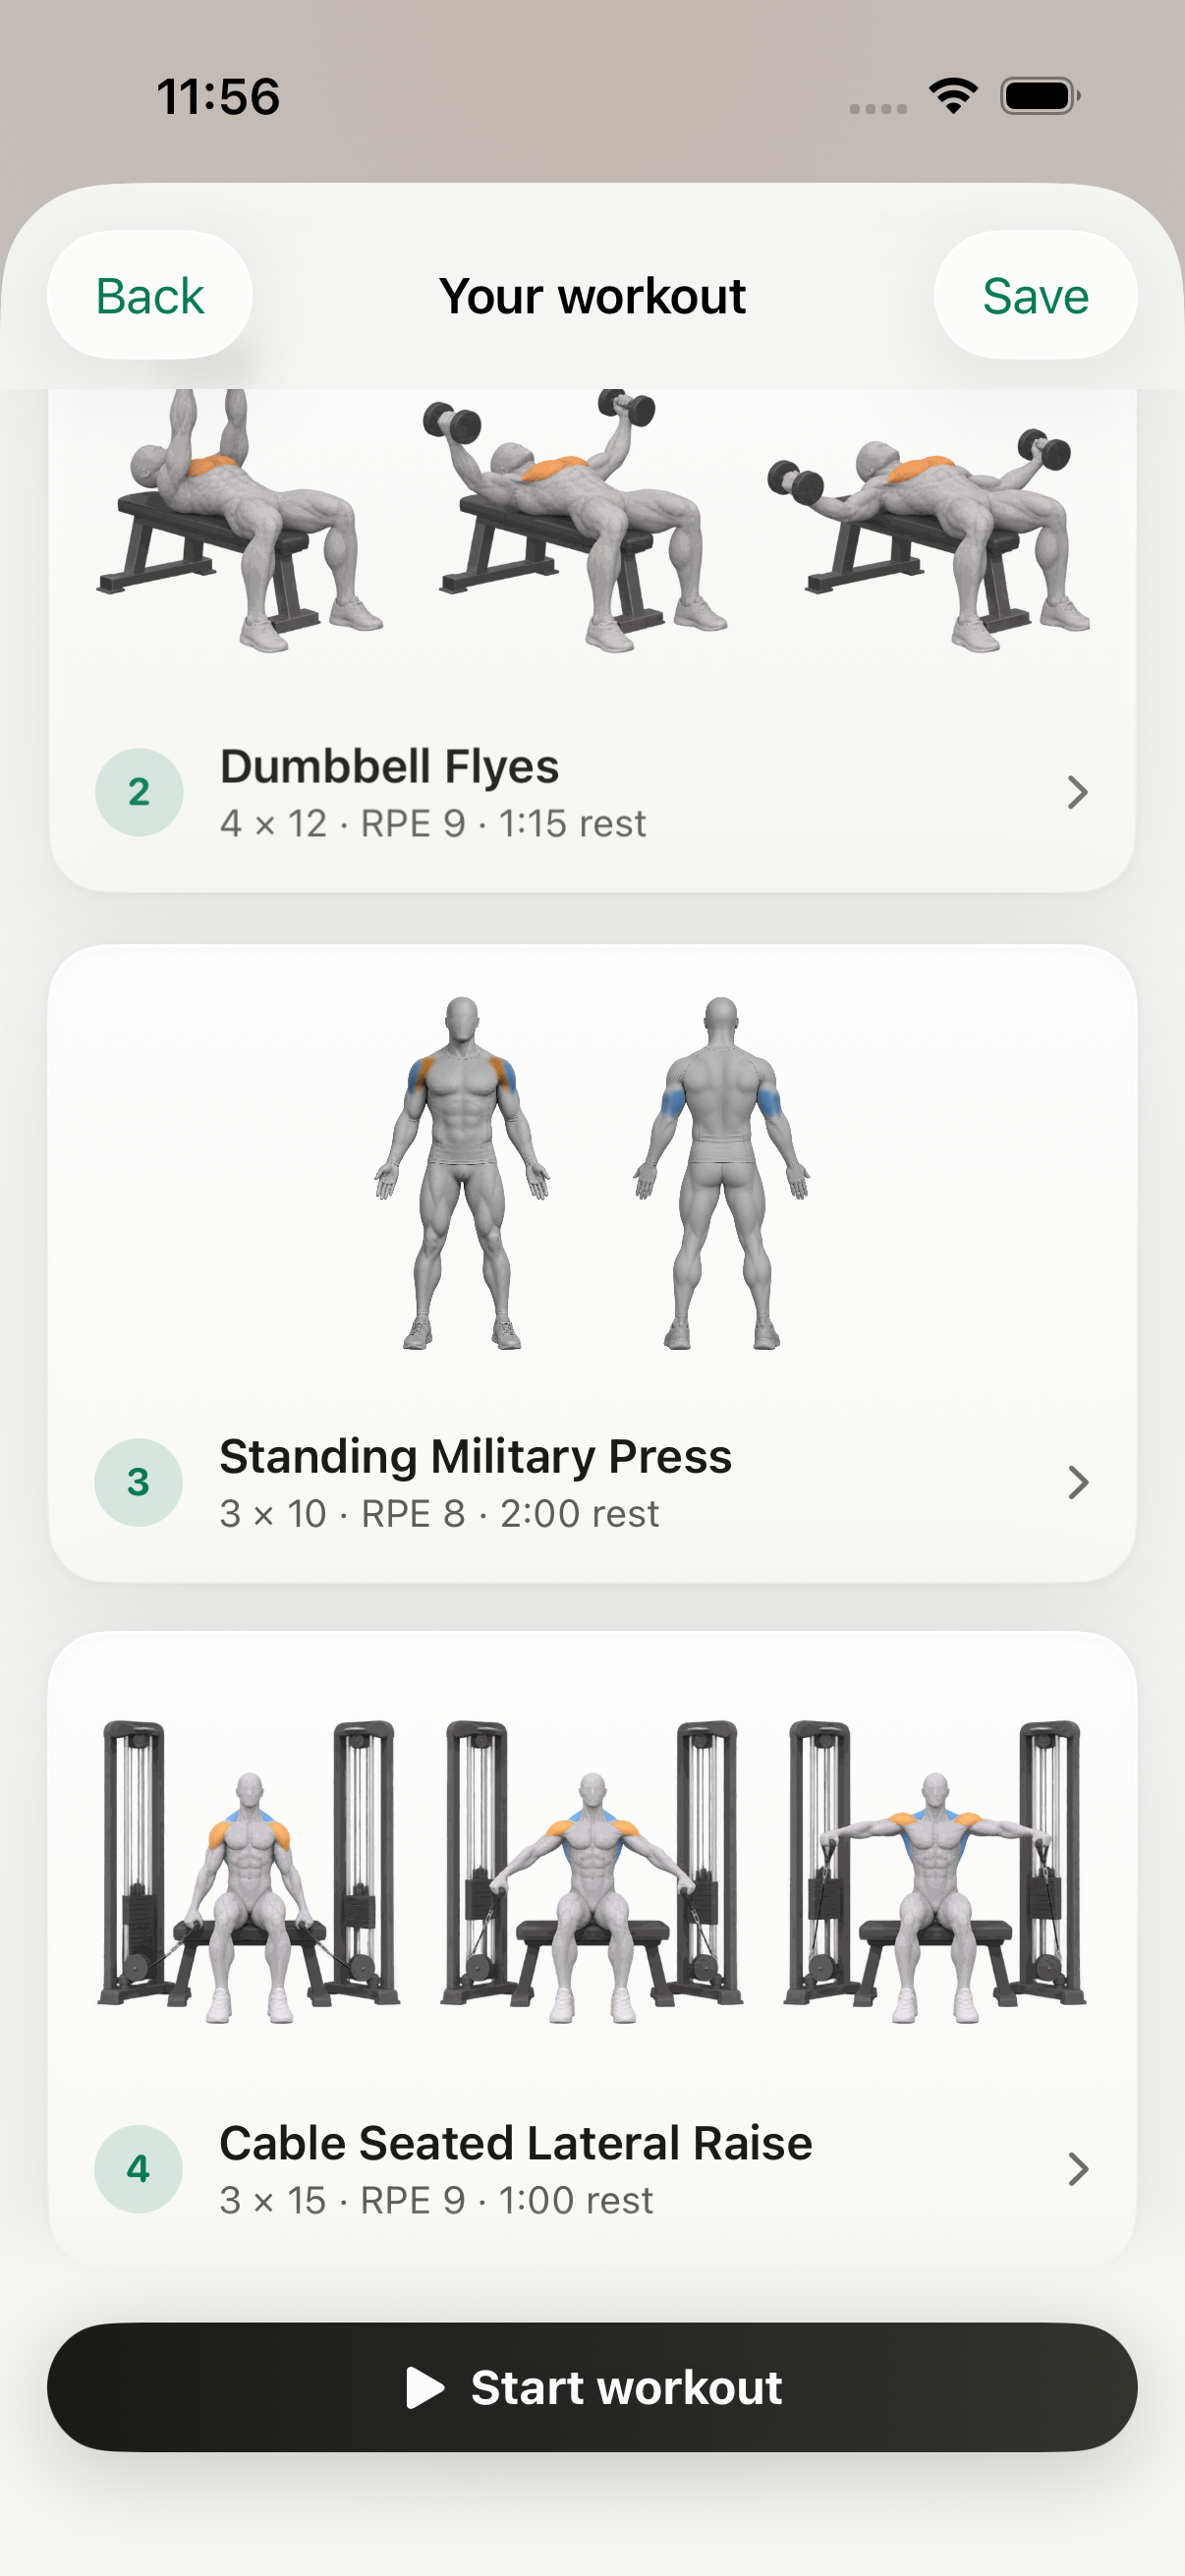 11:56
Back
Your workout
Save
2
Dumbbell Flyes
4 × 12 · RPE 9 · 1:15 rest
3
Standing Military Press
3 × 10 · RPE 8 · 2:00 rest
4
Cable Seated Lateral Raise
3 × 15 · RPE 9 · 1:00 rest
Start workout